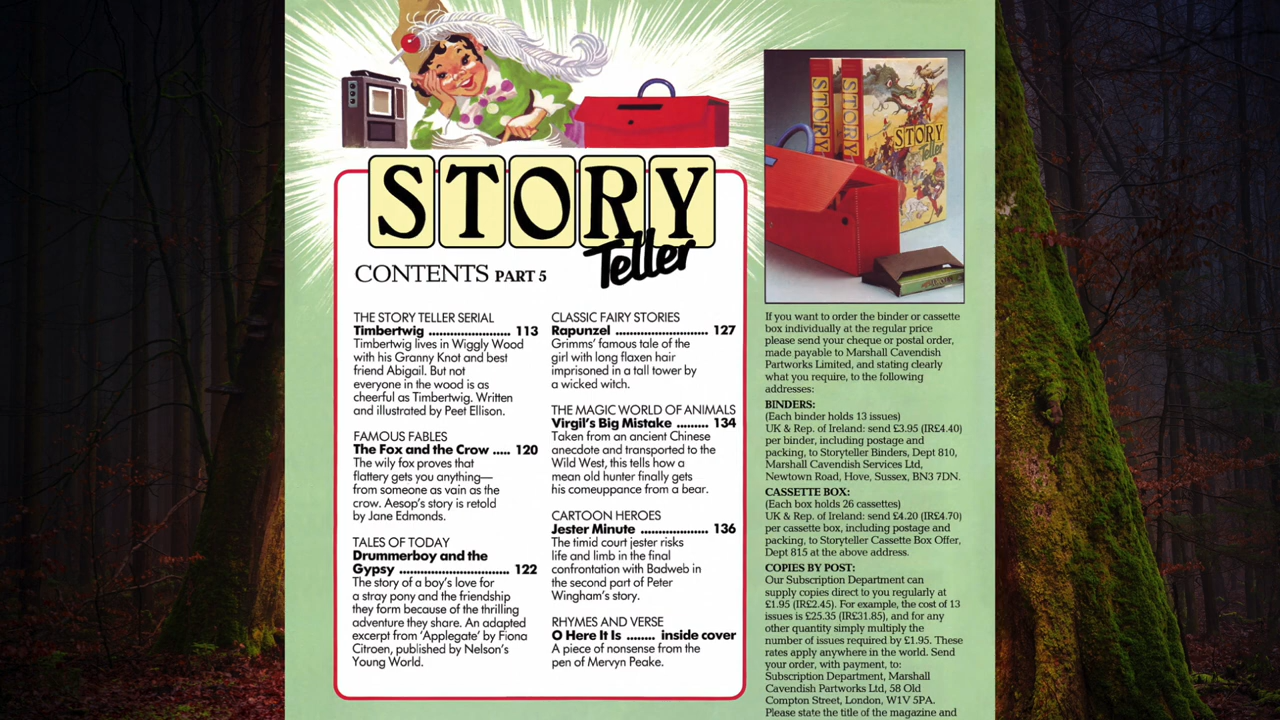 STORY
Teller
CONTENTS PART 5
THE STORY TELLER SERIAL
Timbertwig ........................ 113
Timbertwig lives in Wiggly Wood
with his Granny Knot and best
friend Abigail. But not
everyone in the wood is as
cheerful as Timbertwig. Written
and illustrated by Peet Ellison.
FAMOUS FABLES
The Fox and the Crow ..... 120
The wily fox proves that
flattery gets you anything—
from someone as vain as the
crow. Aesop's story is retold
by Jane Edmonds.
TALES OF TODAY
Drummerboy and the
Gypsy ................................ 122
The story of a boy's love for
a stray pony and the friendship
they form because of the thrilling
adventure they share. An adapted
excerpt from 'Applegate' by Fiona
Citroen, published by Nelson's
Young World.
CLASSIC FAIRY STORIES
Rapunzel ........................... 127
Grimms' famous tale of the
girl with long flaxen hair
imprisoned in a tall tower by
a wicked witch.
THE MAGIC WORLD OF ANIMALS
Virgil's Big Mistake ......... 134
Taken from an ancient Chinese
anecdote and transported to the
Wild West, this tells how a
mean old hunter finally gets
his comeuppance from a bear.
CARTOON HEROES
Jester Minute .................... 136
The timid court jester risks
life and limb in the final
confrontation with Badweb in
the second part of Peter
Wingham's story.
RHYMES AND VERSE
O Here It Is ........ inside cover
A piece of nonsense from the
pen of Mervyn Peake.
STORY
STORY
STORY
Teller
If you want to order the binder or cassette
box individually at the regular price
please send your cheque or postal order,
made payable to Marshall Cavendish
Partworks Limited, and stating clearly
what you require, to the following
addresses:
BINDERS:
(Each binder holds 13 issues)
UK & Rep. of Ireland: send £3.95 (IR£4.40)
per binder, including postage and
packing, to Storyteller Binders, Dept 810,
Marshall Cavendish Services Ltd,
Newtown Road, Hove, Sussex, BN3 7DN.
CASSETTE BOX:
(Each box holds 26 cassettes)
UK & Rep. of Ireland: send £4.20 (IR£4.70)
per cassette box, including postage and
packing, to Storyteller Cassette Box Offer,
Dept 815 at the above address.
COPIES BY POST:
Our Subscription Department can
supply copies direct to you regularly at
£1.95 (IR£2.45). For example, the cost of 13
issues is £25.35 (IR£31.85), and for any
other quantity simply multiply the
number of issues required by £1.95. These
rates apply anywhere in the world. Send
your order, with payment, to:
Subscription Department, Marshall
Cavendish Partworks Ltd, 58 Old
Compton Street, London, W1V 5PA.
Please state the title of the magazine and